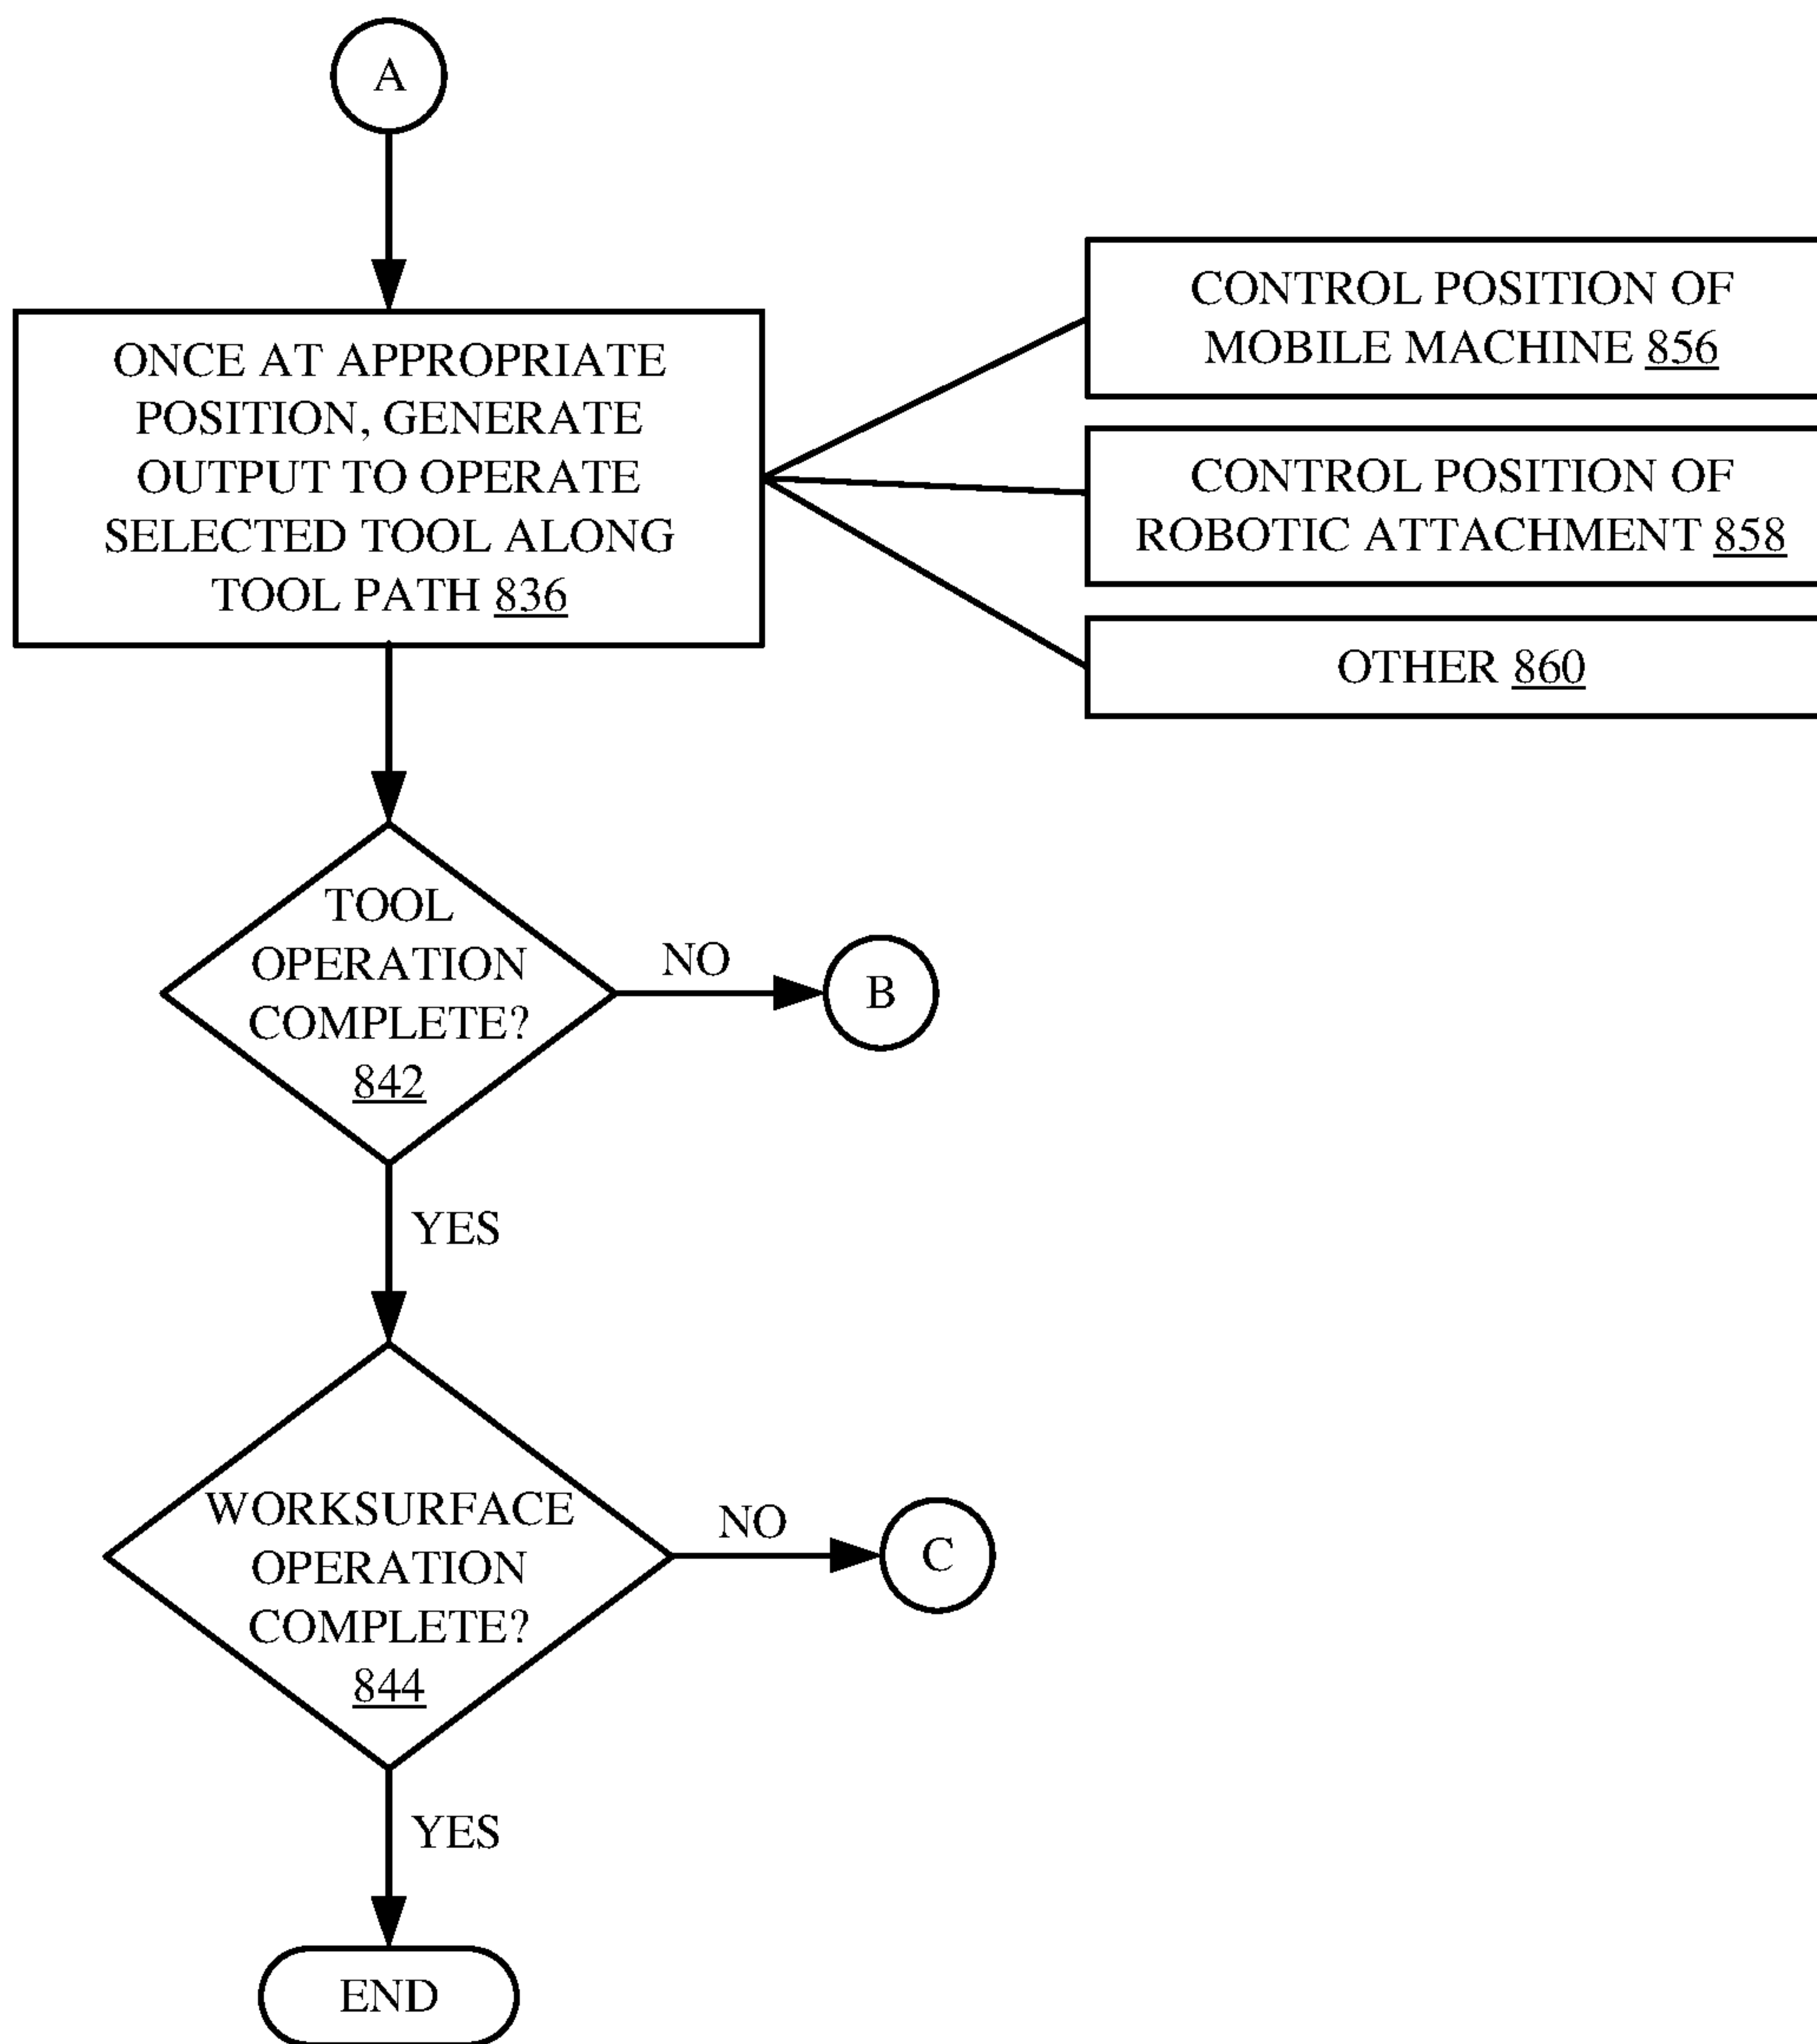 A
ONCE AT APPROPRIATE
POSITION, GENERATE
OUTPUT TO OPERATE
SELECTED TOOL ALONG
TOOL PATH 836
CONTROL POSITION OF
MOBILE MACHINE 856
CONTROL POSITION OF
ROBOTIC ATTACHMENT 858
OTHER 860
TOOL
OPERATION
COMPLETE?
842
NO
B
YES
WORKSURFACE
OPERATION
COMPLETE?
844
NO
C
YES
END